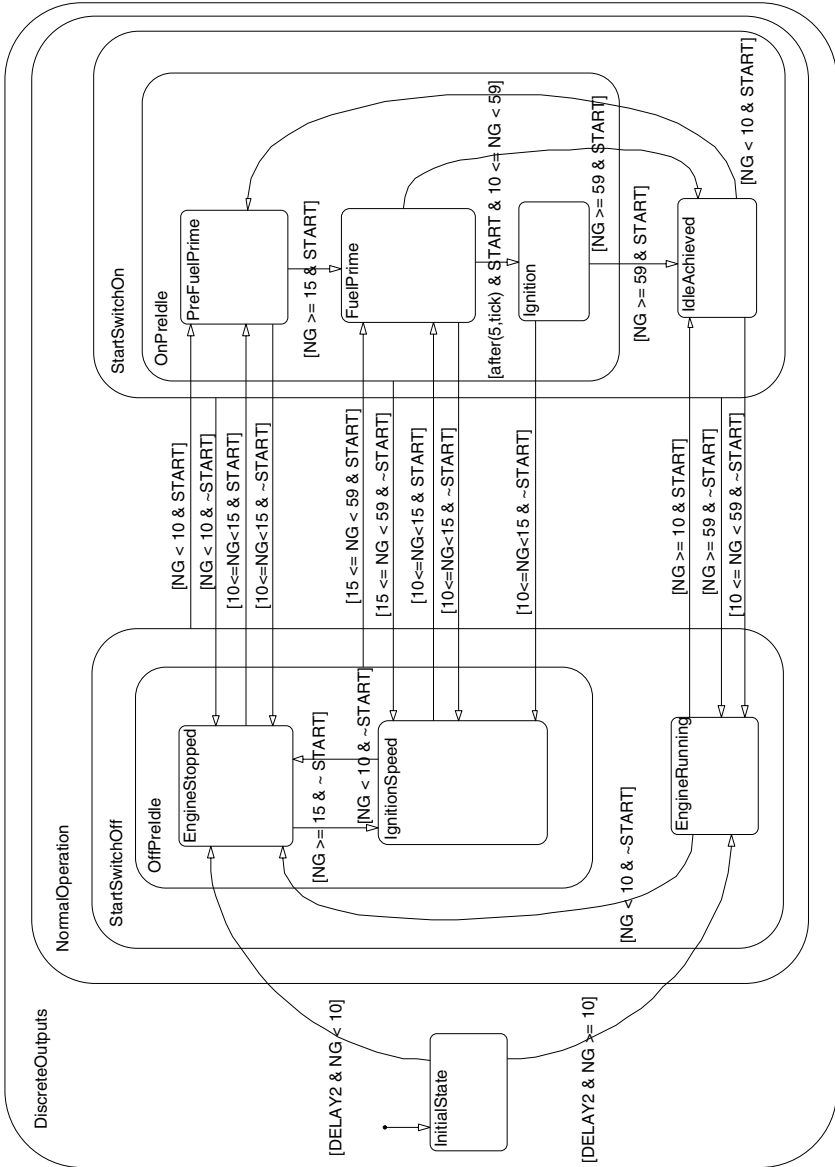 DiscreteOutputs
NormalOperation
StartSwitchOff
OffPreIdle
StartSwitchOn
OnPreIdle
InitialState
[DELAY2 & NG < 10]
[DELAY2 & NG >= 10]
EngineStopped
[NG >= 15 & ~ START]
[NG < 10 & ~START]
IgnitionSpeed
[NG < 10 & ~START]
EngineRunning
[NG < 10 & START]
[NG < 10 & ~START]
[10<=NG<15 & START]
[10<=NG<15 & ~START]
[15 <= NG < 59 & START]
[15 <= NG < 59 & ~START]
[10<=NG<15 & START]
[10<=NG<15 & ~START]
[10<=NG<15 & ~START]
[NG >= 10 & START]
[NG >= 59 & ~START]
[10 <= NG < 59 & ~START]
PreFuelPrime
[NG >= 15 & START]
FuelPrime
[after(5,tick) & START & 10 <= NG < 59]
Ignition
[NG >= 59 & START]
[NG >= 59 & START]
IdleAchieved
[NG < 10 & START]